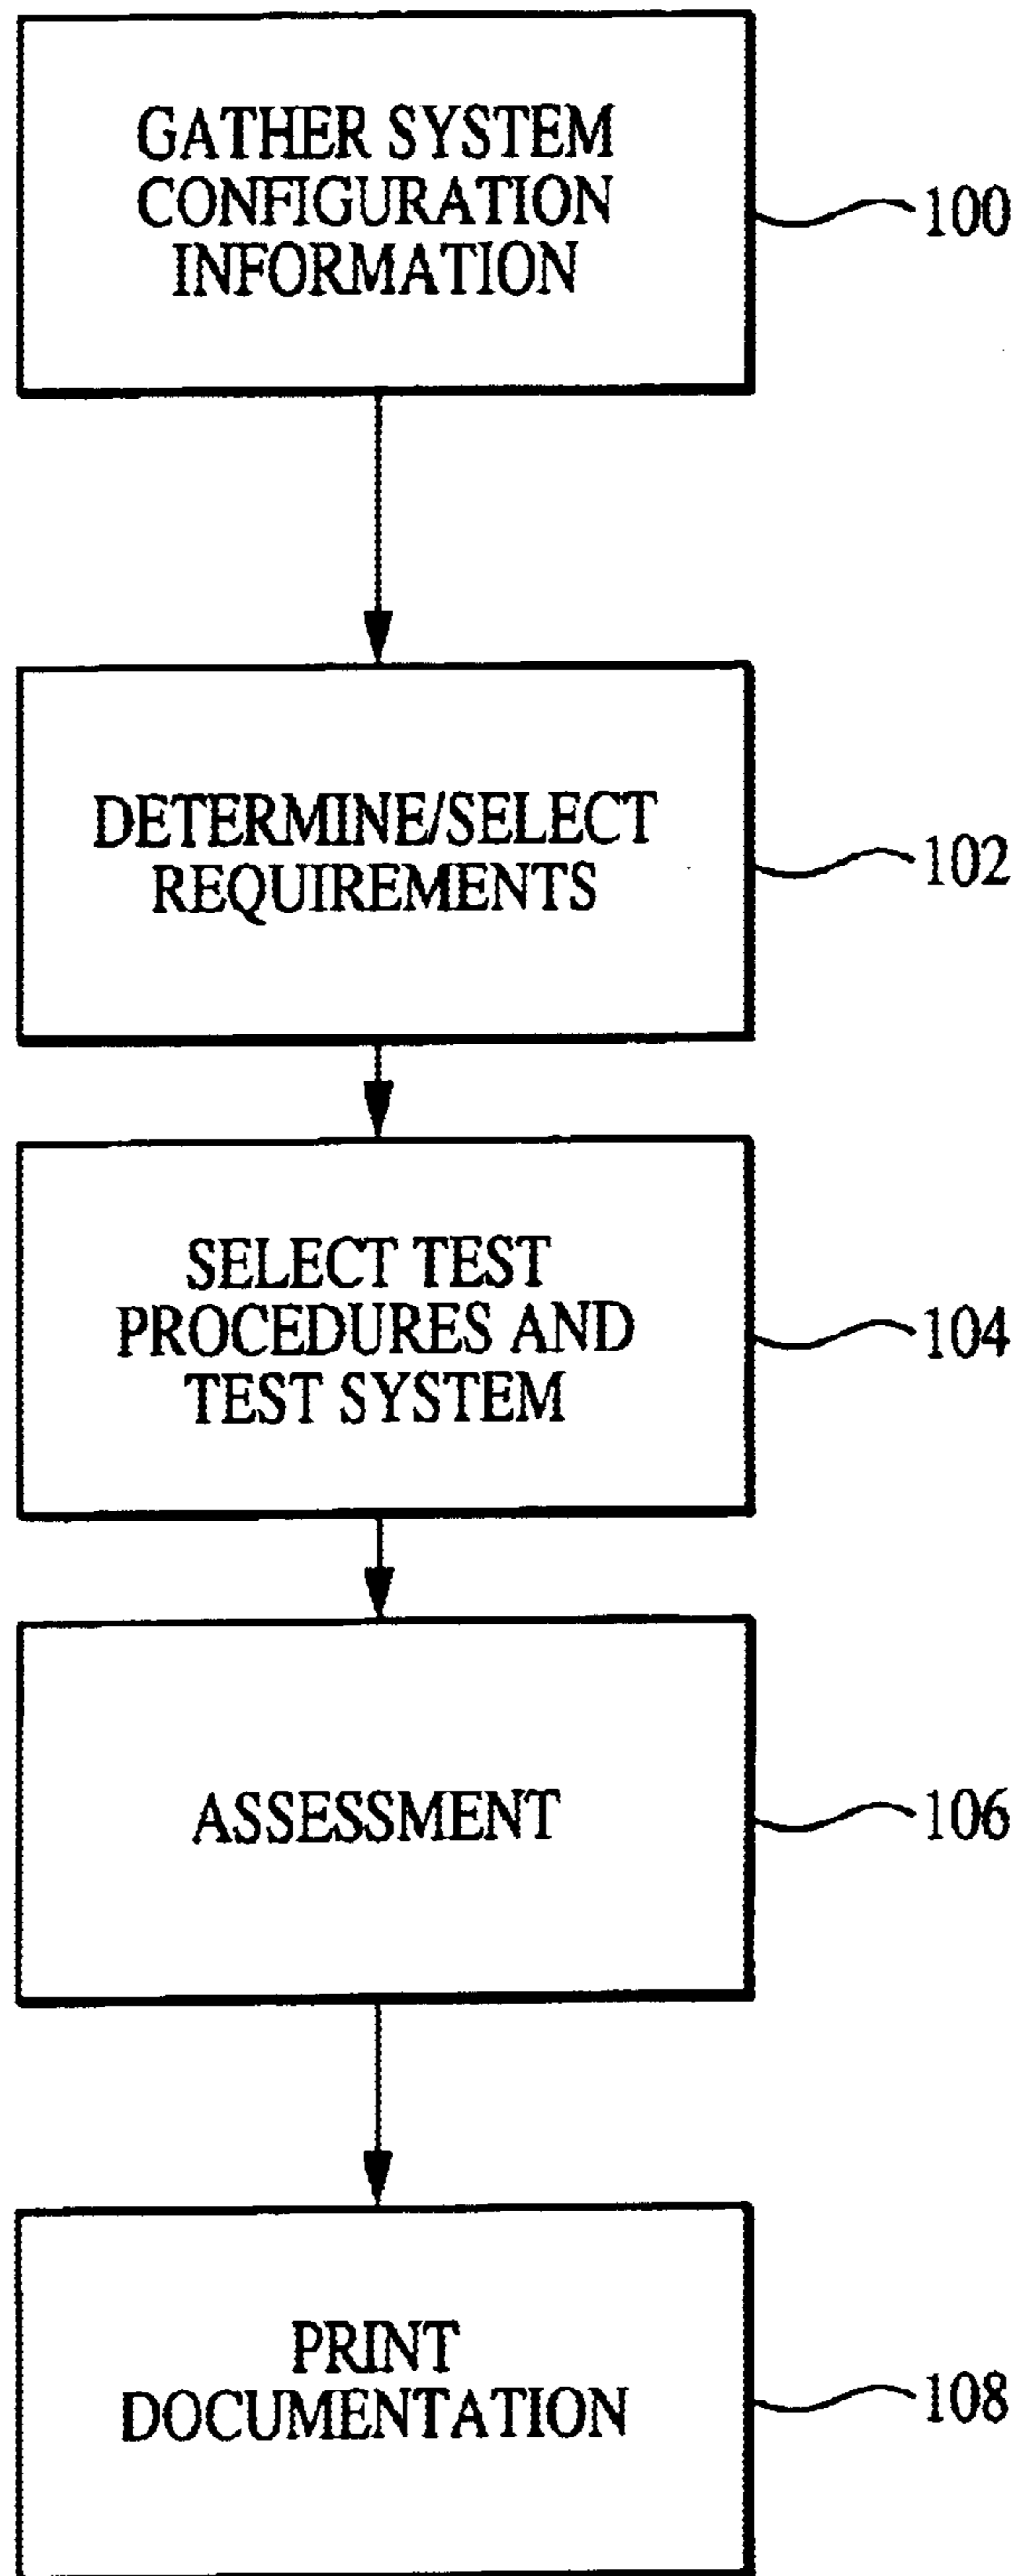 GATHER SYSTEM
CONFIGURATION
INFORMATION
100
DETERMINE/SELECT
REQUIREMENTS
102
SELECT TEST
PROCEDURES AND
TEST SYSTEM
104
ASSESSMENT
106
PRINT
DOCUMENTATION
108